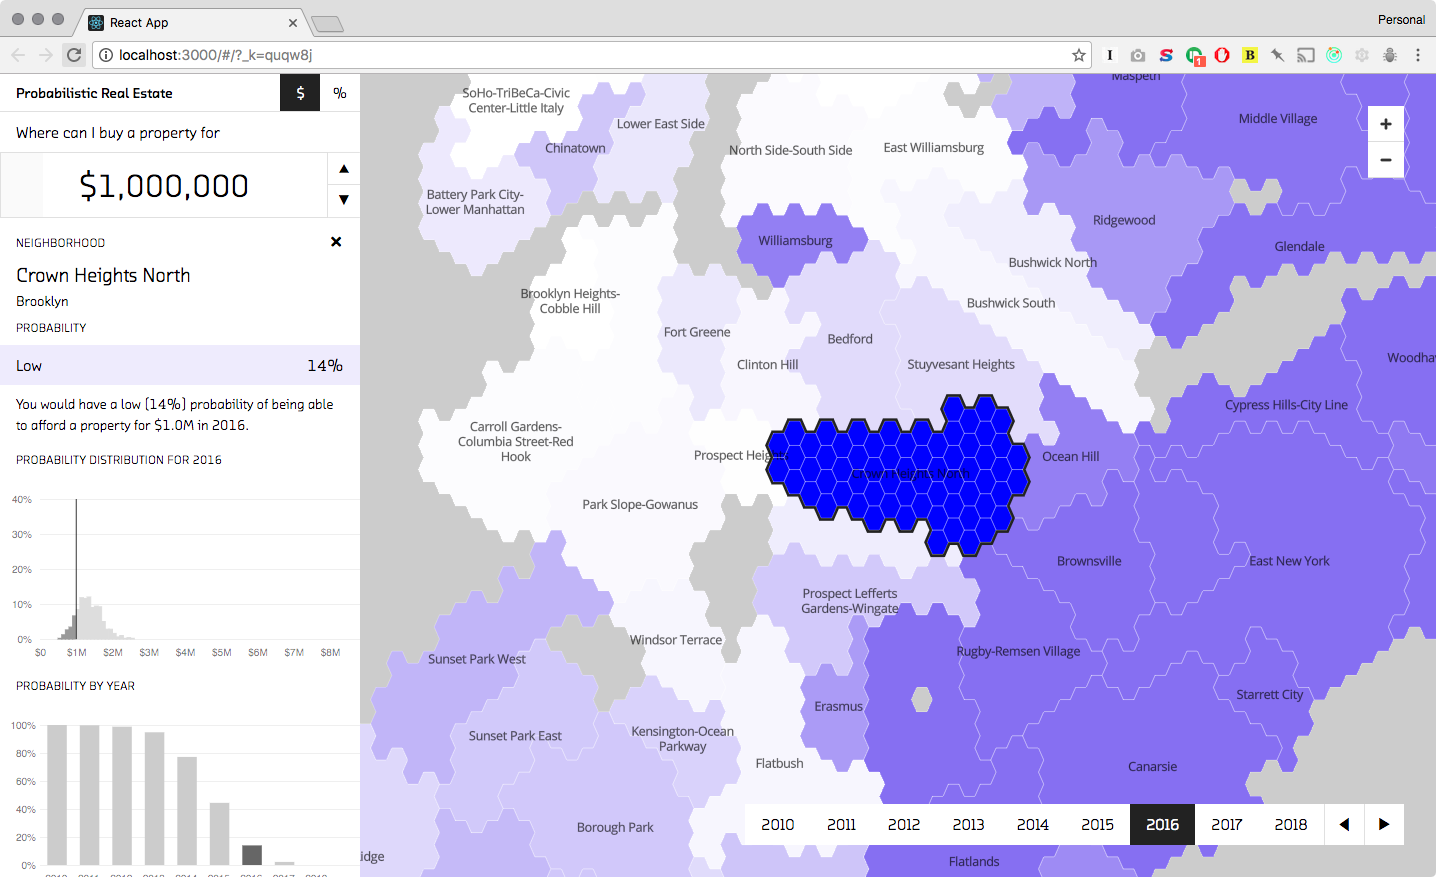 React App
Personal
localhost:3000/#/?_k=quqw8j
1
B
Probabilistic Real Estate
$
%
Where can I buy a property for
$1,000,000
NEIGHBORHOOD
Crown Heights North
Brooklyn
PROBABILITY
Low
14%
You would have a low (14%) probability of being able
to afford a property for $1.0M in 2016.
PROBABILITY DISTRIBUTION FOR 2016
40%
30%
20%
10%
0%
$0 $1M $2M $3M $4M $5M $6M $7M $8M
PROBABILITY BY YEAR
100%
80%
60%
40%
20%
0%
SoHo-TriBeCa-Civic
Center-Little Italy
Lower East Side
Chinatown
Battery Park City-
Lower Manhattan
North Side-South Side
East Williamsburg
Maspeth
Middle Village
+
−
Williamsburg
Ridgewood
Glendale
Bushwick North
Bushwick South
Brooklyn Heights-
Cobble Hill
Fort Greene
Clinton Hill
Bedford
Stuyvesant Heights
Woodha
Cypress Hills-City Line
Carroll Gardens-
Columbia Street-Red
Hook
Prospect Heights
Crown Heights North
Ocean Hill
Park Slope-Gowanus
Brownsville
East New York
Prospect Lefferts
Gardens-Wingate
Windsor Terrace
Rugby-Remsen Village
Sunset Park West
Starrett City
Erasmus
Sunset Park East
Kensington-Ocean
Parkway
Flatbush
Canarsie
Borough Park
idge
Flatlands
2010 2011 2012 2013 2014 2015 2016 2017 2018